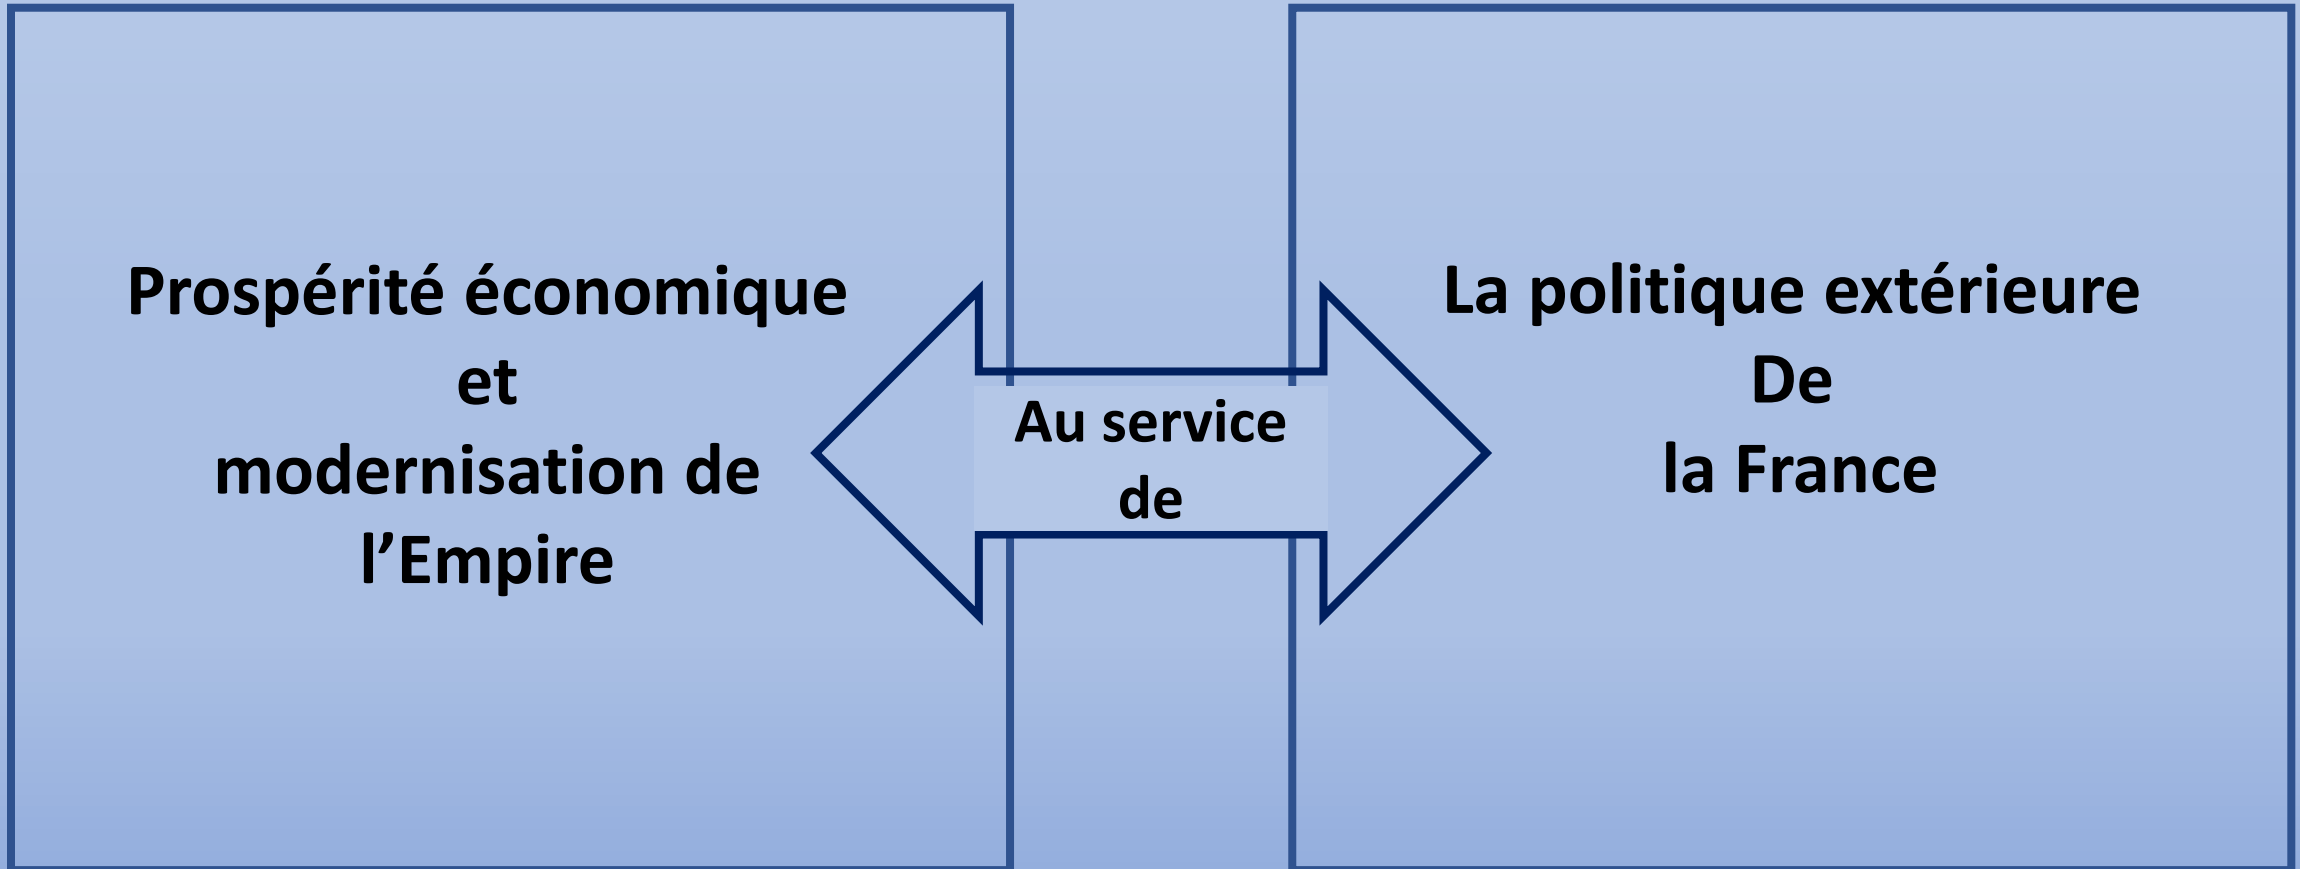 Prospérité économique
et
modernisation de
l’Empire
Au service
de
La politique extérieure
De
la France